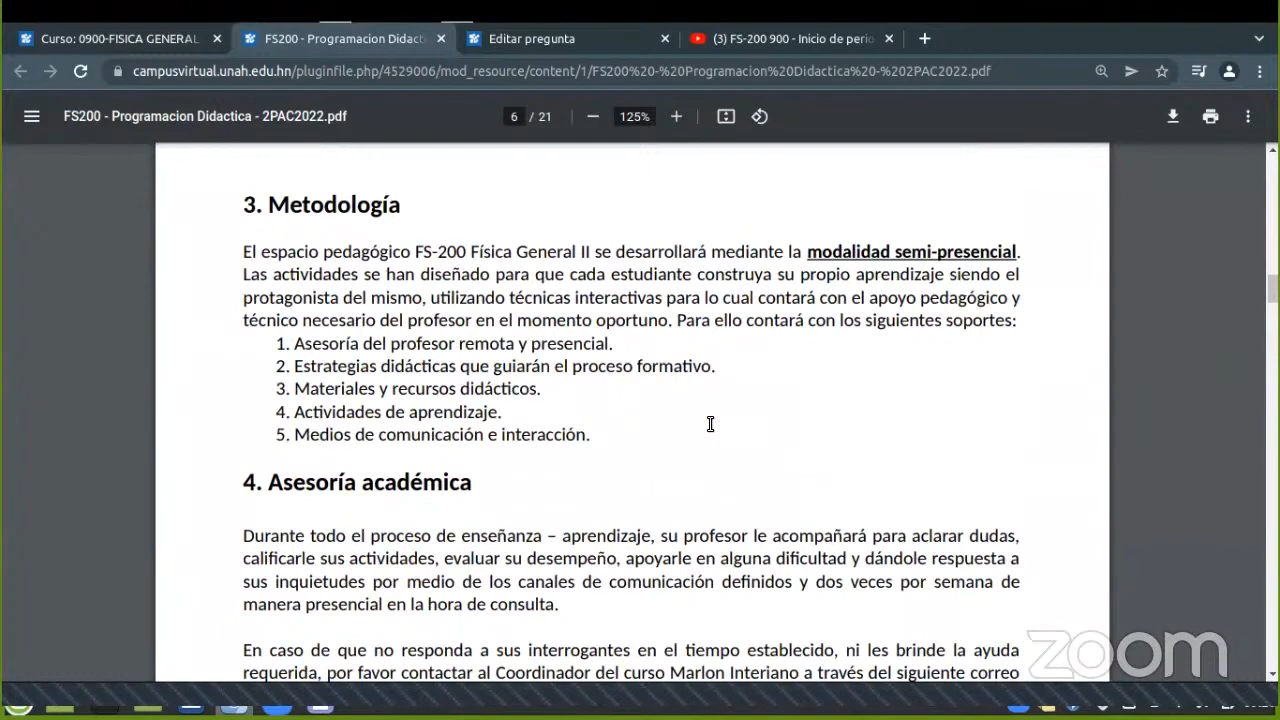 Curso: 0900-FISICA GENERAL
FS200 - Programacion Didact
Editar pregunta
(3) FS-200 900 - Inicio de perio
campusvirtual.unah.edu.hn/pluginfile.php/4529006/mod_resource/content/1/FS200%20-%20Programacion%20Didactica%20-%202PAC2022.pdf
FS200 - Programacion Didactica - 2PAC2022.pdf
6 / 21
125%
3. Metodología
El espacio pedagógico FS-200 Física General II se desarrollará mediante la modalidad semi-presencial.
Las actividades se han diseñado para que cada estudiante construya su propio aprendizaje siendo el
protagonista del mismo, utilizando técnicas interactivas para lo cual contará con el apoyo pedagógico y
técnico necesario del profesor en el momento oportuno. Para ello contará con los siguientes soportes:
1. Asesoría del profesor remota y presencial.
2. Estrategias didácticas que guiarán el proceso formativo.
3. Materiales y recursos didácticos.
4. Actividades de aprendizaje.
5. Medios de comunicación e interacción.
4. Asesoría académica
Durante todo el proceso de enseñanza – aprendizaje, su profesor le acompañará para aclarar dudas,
calificarle sus actividades, evaluar su desempeño, apoyarle en alguna dificultad y dándole respuesta a
sus inquietudes por medio de los canales de comunicación definidos y dos veces por semana de
manera presencial en la hora de consulta.
En caso de que no responda a sus interrogantes en el tiempo establecido, ni les brinde la ayuda
requerida, por favor contactar al Coordinador del curso Marlon Interiano a través del siguiente correo
zoom